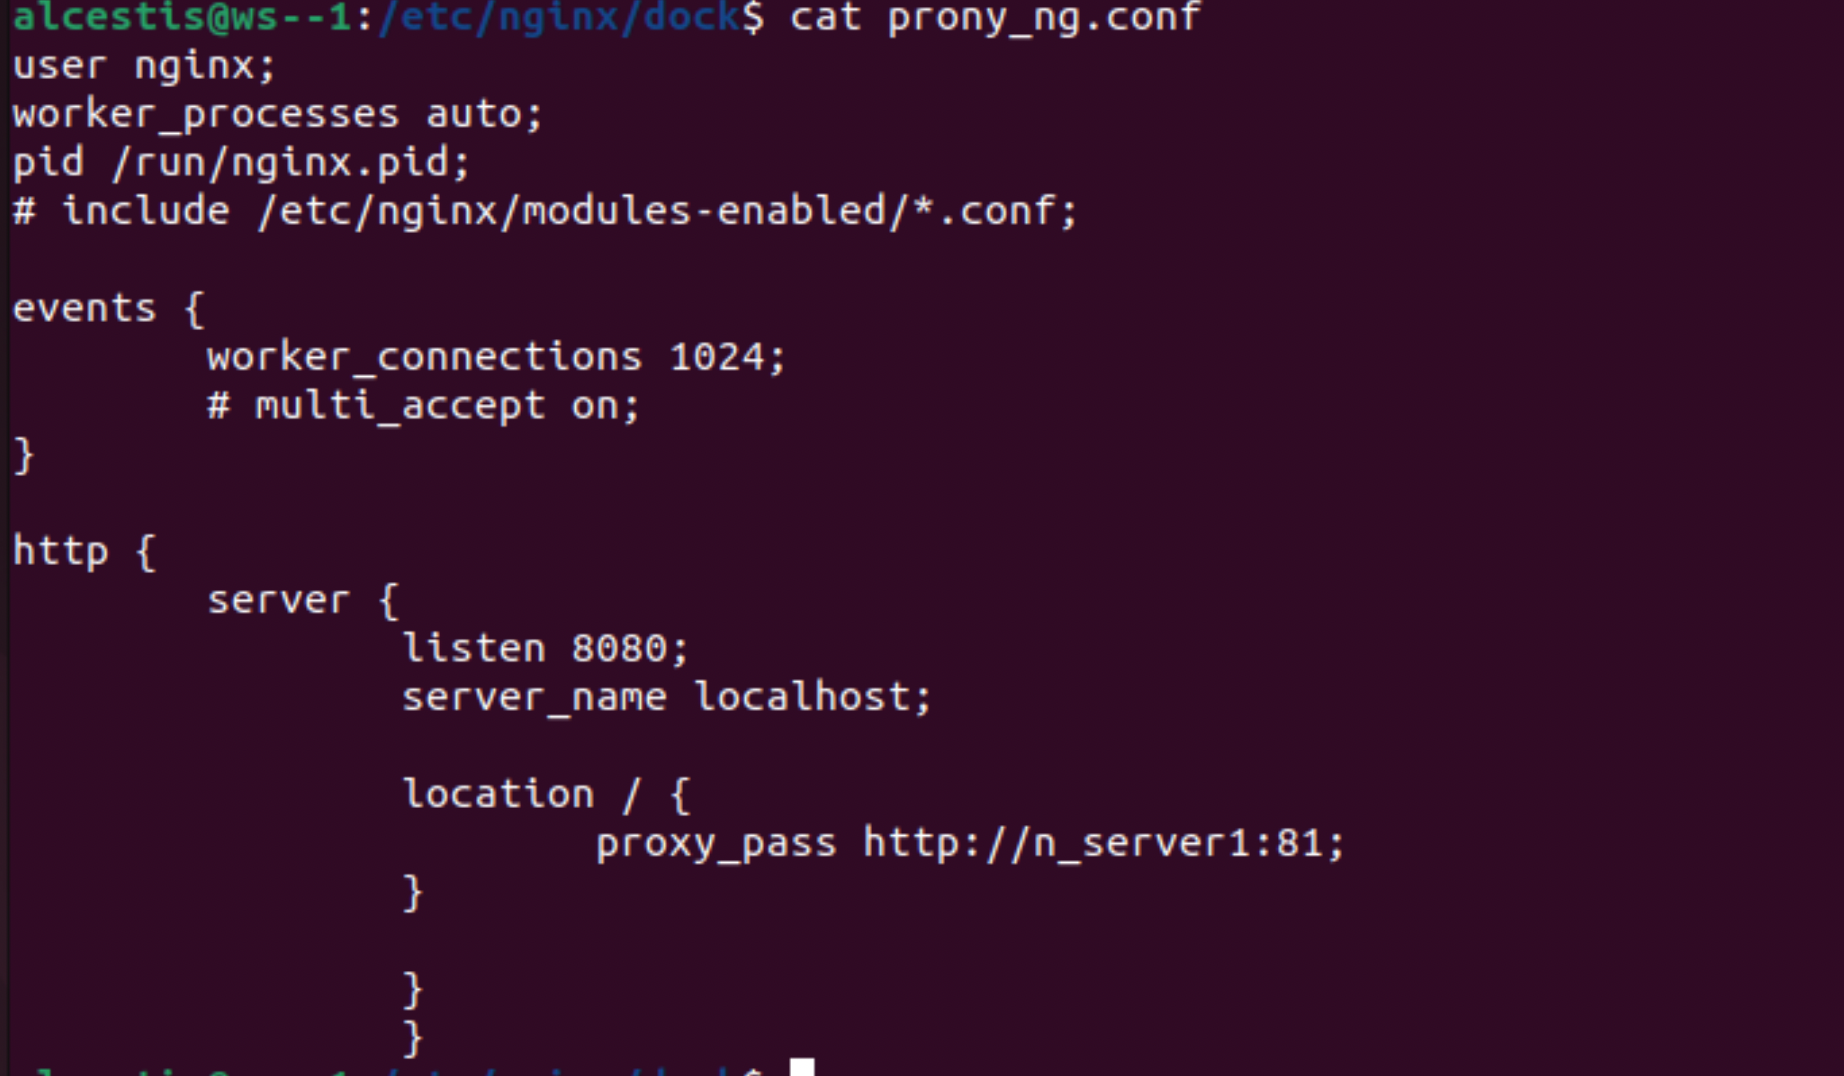 alcestis@ws--1:/etc/nginx/dock$ cat prony_ng.conf
user nginx;
worker_processes auto;
pid /run/nginx.pid;
# include /etc/nginx/modules-enabled/*.conf;
events {
worker_connections 1024;
# multi_accept on;
}
http {
server {
listen 8080;
server_name localhost;
location / {
proxy_pass http://n_server1:81;
}
}
}